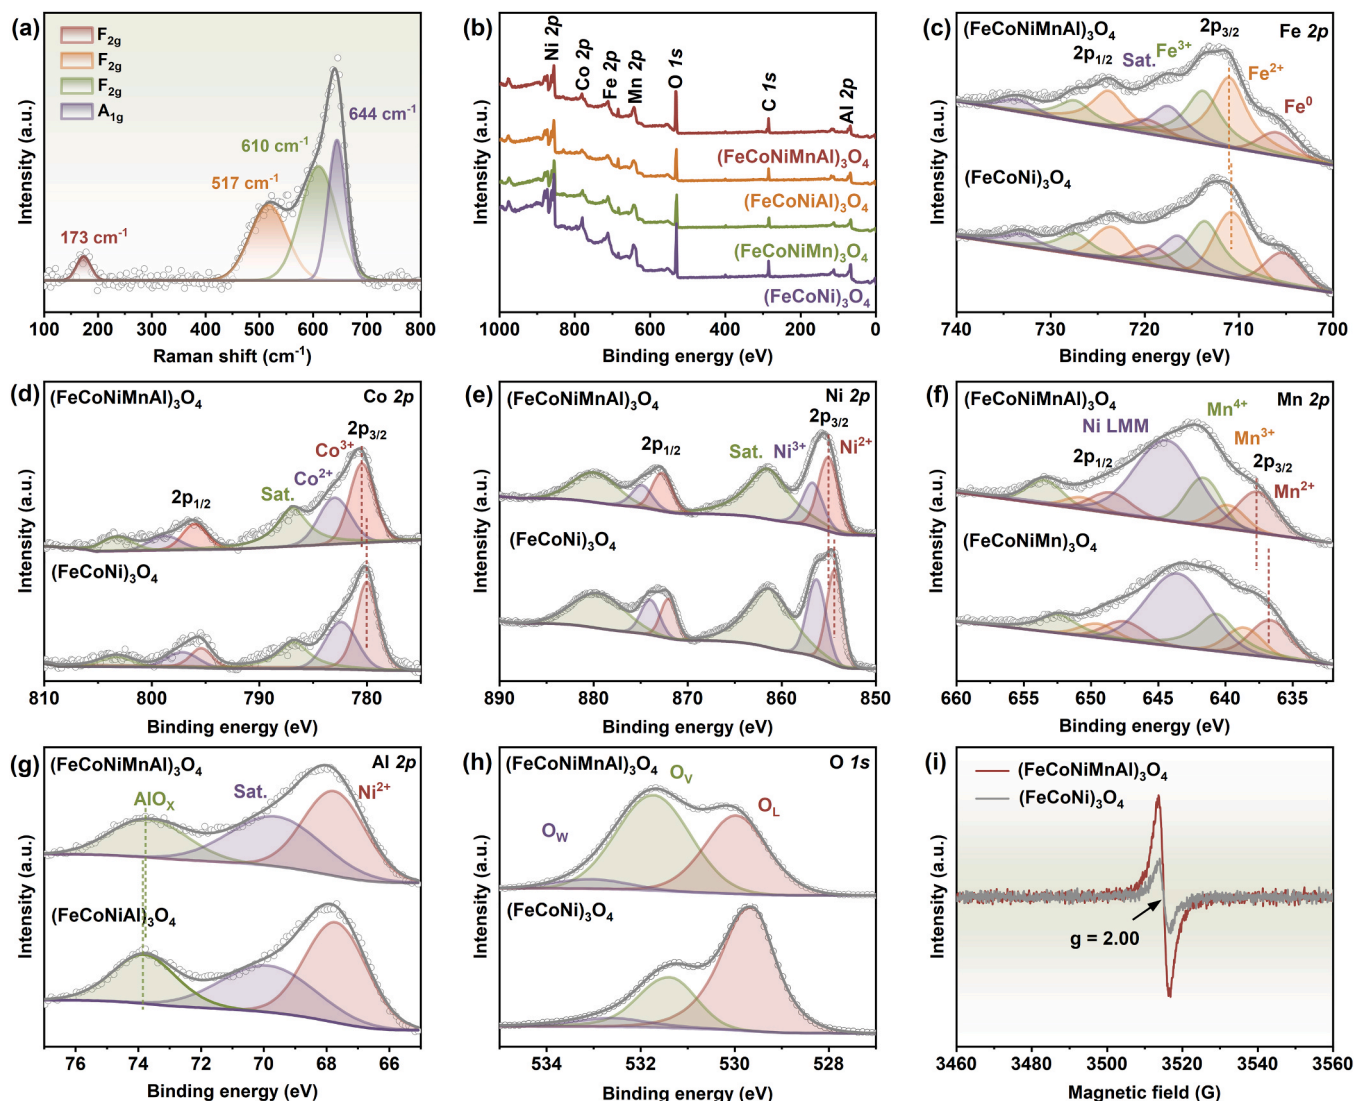 (a)
F2g
F2g
F2g
A1g
644 cm-1
610 cm-1
517 cm-1
173 cm-1
Intensity (a.u.)
100 200 300 400 500 600 700 800
Raman shift (cm-1)
(b)
Ni 2p
Co 2p
Fe 2p
Mn 2p
O 1s
C 1s
Al 2p
(FeCoNiMnAl)3O4
(FeCoNiAl)3O4
(FeCoNiMn)3O4
(FeCoNi)3O4
Intensity (a.u.)
1000 800 600 400 200 0
Binding energy (eV)
(c)
(FeCoNiMnAl)3O4
2p3/2
Fe 2p
2p1/2
Sat.
Fe3+
Fe2+
Fe0
(FeCoNi)3O4
Intensity (a.u.)
740 730 720 710 700
Binding energy (eV)
(d)
(FeCoNiMnAl)3O4
Co 2p
2p3/2
Co3+
Co2+
Sat.
2p1/2
(FeCoNi)3O4
Intensity (a.u.)
810 800 790 780
Binding energy (eV)
(e)
(FeCoNiMnAl)3O4
Ni 2p
2p3/2
2p1/2
Sat.
Ni3+
Ni2+
(FeCoNi)3O4
Intensity (a.u.)
890 880 870 860 850
Binding energy (eV)
(f)
(FeCoNiMnAl)3O4
Mn 2p
Mn4+
Ni LMM
Mn3+
2p1/2
2p3/2
Mn2+
(FeCoNiMn)3O4
Intensity (a.u.)
660 655 650 645 640 635
Binding energy (eV)
(g)
(FeCoNiMnAl)3O4
Al 2p
AlOX
Sat.
Ni2+
(FeCoNiAl)3O4
Intensity (a.u.)
76 74 72 70 68 66
Binding energy (eV)
(h)
(FeCoNiMnAl)3O4
O 1s
OV
OL
OW
(FeCoNi)3O4
Intensity (a.u.)
534 532 530 528
Binding energy (eV)
(i)
(FeCoNiMnAl)3O4
(FeCoNi)3O4
g = 2.00
Intensity (a.u.)
3460 3480 3500 3520 3540 3560
Magnetic field (G)